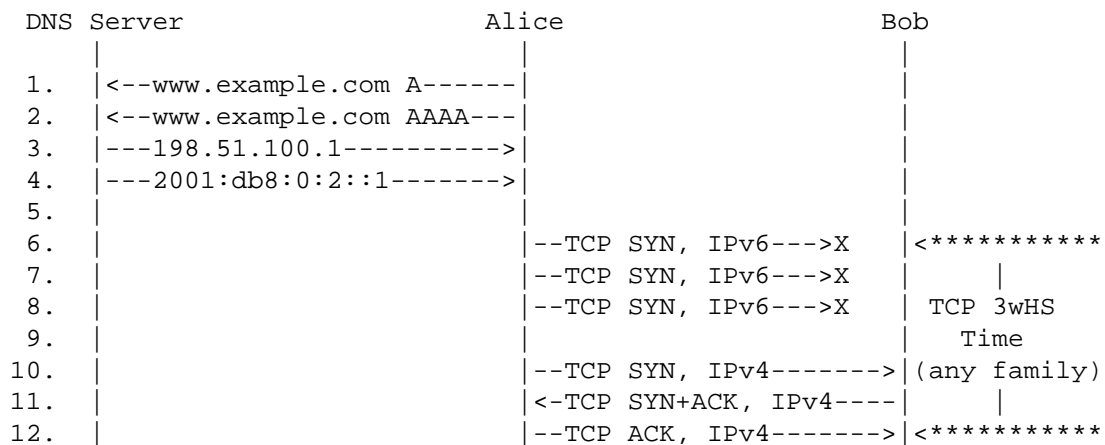 DNS Server                  Alice                    Bob
     |                         |                       |
 1.  |<--www.example.com A-----|                       |
 2.  |<--www.example.com AAAA--|                       |
 3.  |---198.51.100.1--------->|                       |
 4.  |---2001:db8:0:2::1------>|                       |
 5.  |                         |                       |
 6.  |                         |--TCP SYN, IPv6--->X   |<***********
 7.  |                         |--TCP SYN, IPv6--->X   |     |
 8.  |                         |--TCP SYN, IPv6--->X   | TCP 3wHS
 9.  |                         |                       |   Time
10.  |                         |--TCP SYN, IPv4------->|(any family)
11.  |                         |<-TCP SYN+ACK, IPv4----|     |
12.  |                         |--TCP ACK, IPv4------->|<***********